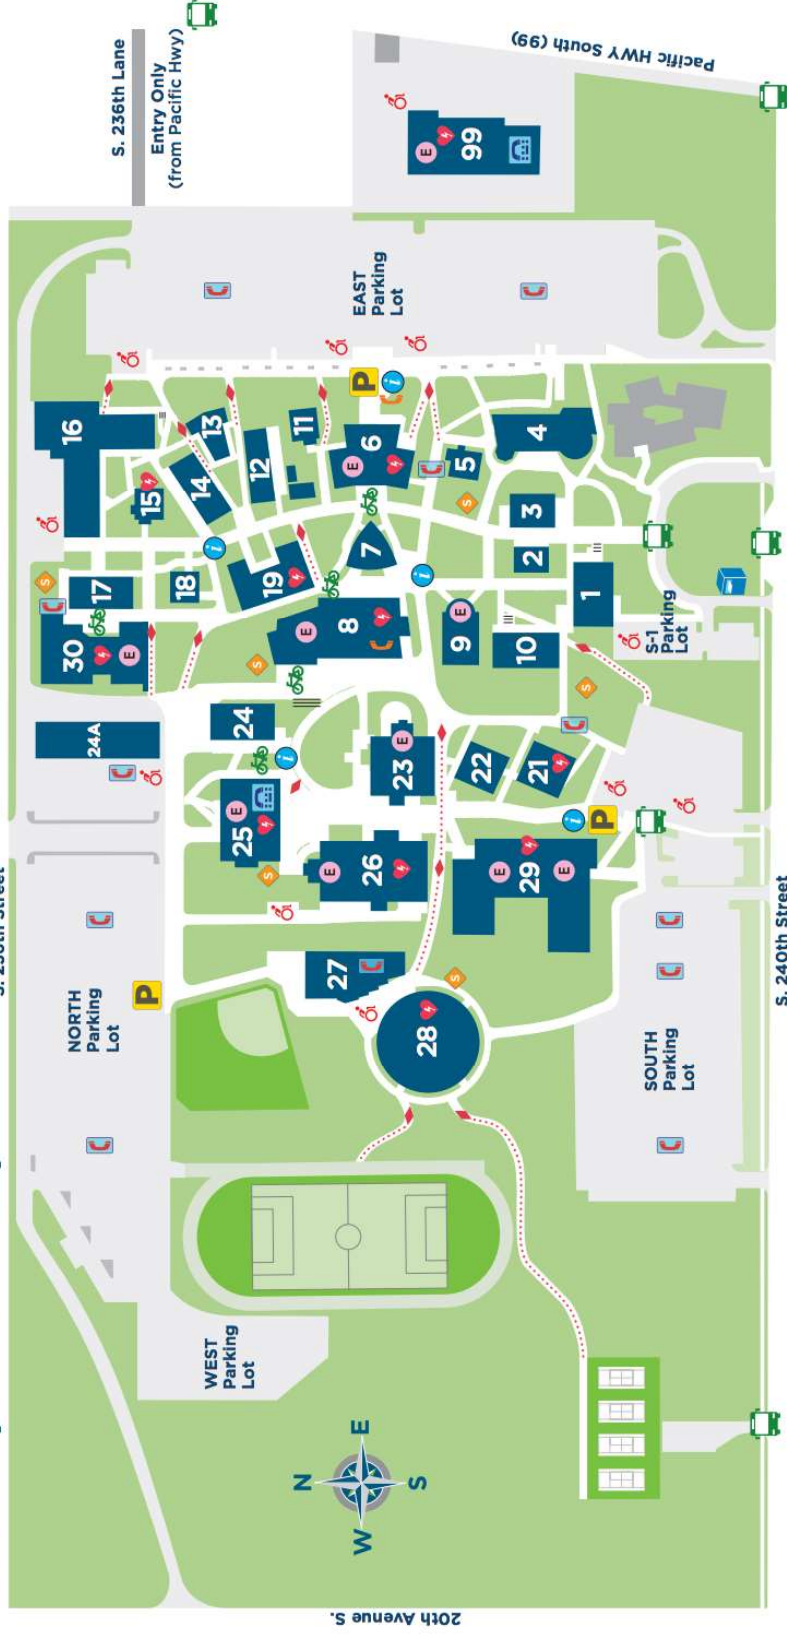 S. 236th Lane
Entry Only
(from Pacific Hwy)
Pacific HWY South (99)
E
99
EAST
Parking
Lot
P
i
16
15
13
14
12
11
6
E
5
4
S
3
2
1
7
i
i
19
18
17
S
30
E
8
E
9
E
10
S-1
Parking
Lot
S
S
24A
24
i
23
E
22
21
25
E
S
26
E
29
E
E
i
P
27
28
S
S. 240th Street
NORTH
Parking
Lot
P
SOUTH
Parking
Lot
WEST
Parking
Lot
N
E
S
W
20th Avenue S.